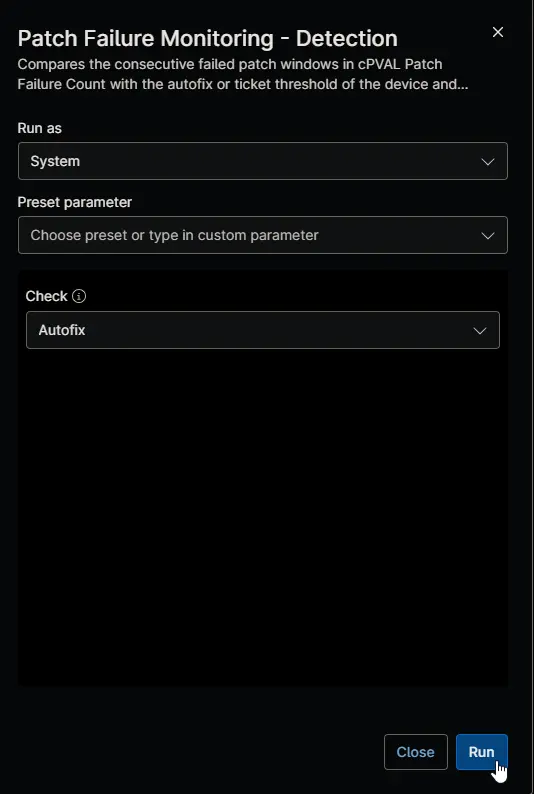 Patch Failure Monitoring - Detection
Compares the consecutive failed patch windows in cPVAL Patch
Failure Count with the autofix or ticket threshold of the device and...
Run as
System
Preset parameter
Choose preset or type in custom parameter
Check
Autofix
Close
Run